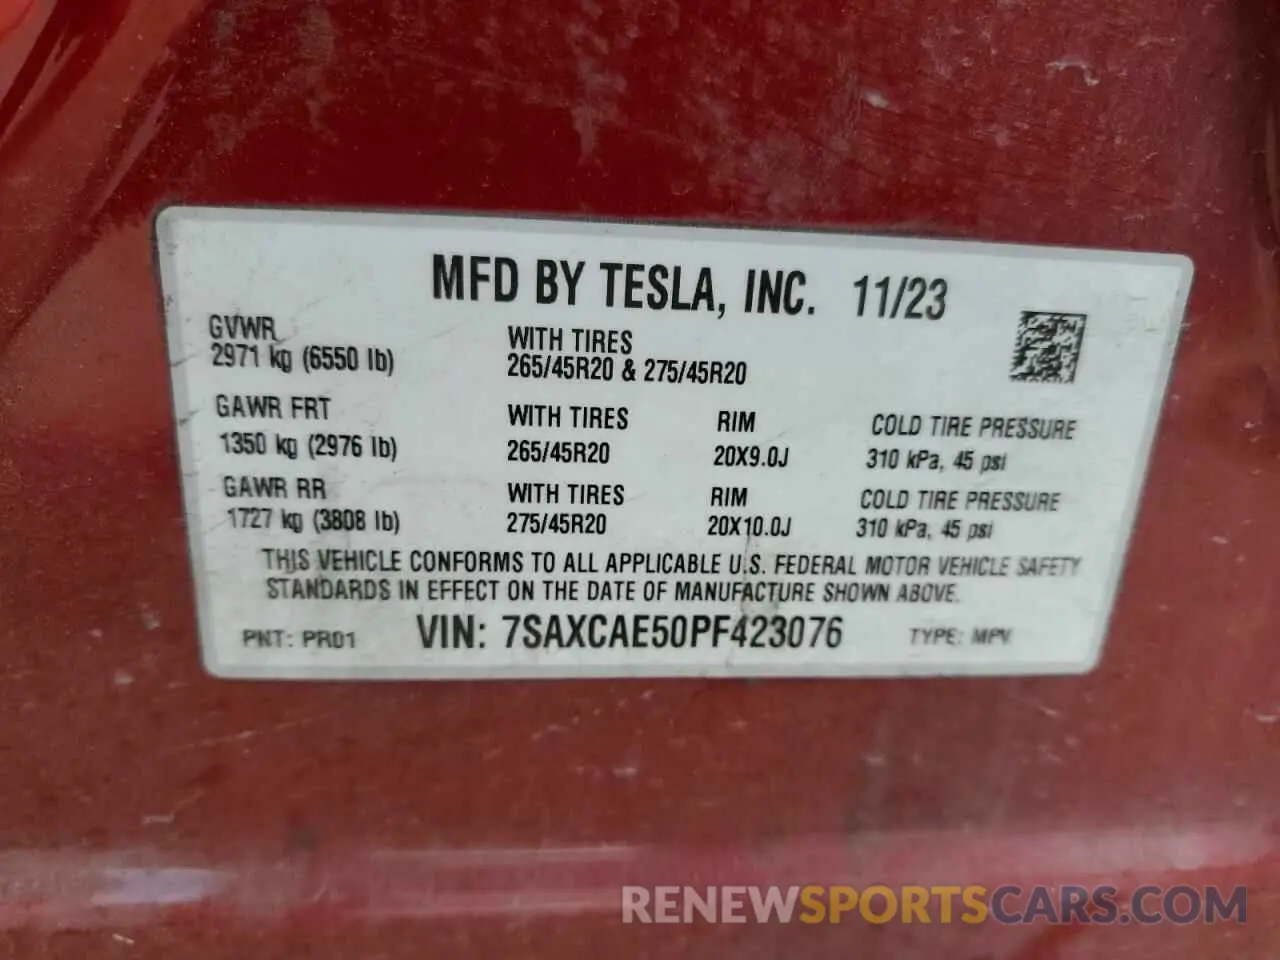 MFD BY TESLA, INC. 11/23
GVWR
2971 kg (6550 lb)
WITH TIRES
265/45R20 & 275/45R20
GAWR FRT
1350 kg (2976 lb)
WITH TIRES
265/45R20
RIM
20X9.0J
COLD TIRE PRESSURE
310 kPa, 45 psi
GAWR RR
1727 kg (3808 lb)
WITH TIRES
275/45R20
RIM
20X10.0J
COLD TIRE PRESSURE
310 kPa, 45 psi
THIS VEHICLE CONFORMS TO ALL APPLICABLE U.S. FEDERAL MOTOR VEHICLE SAFETY
STANDARDS IN EFFECT ON THE DATE OF MANUFACTURE SHOWN ABOVE.
PNT: PR01 VIN: 7SAXCAE50PF423076 TYPE: MPV
RENEWSPORTSCARS.COM